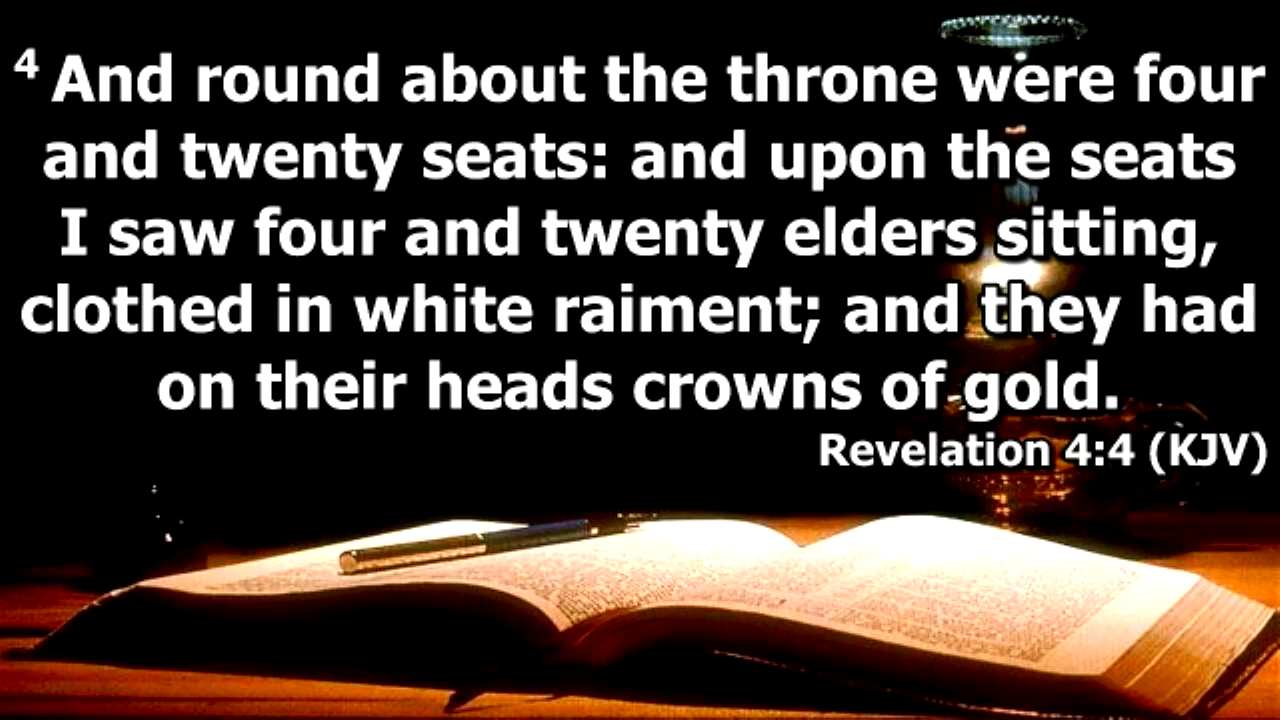 4 And round about the throne were four
and twenty seats: and upon the seats
I saw four and twenty elders sitting,
clothed in white raiment; and they had
on their heads crowns of gold.
Revelation 4:4 (KJV)